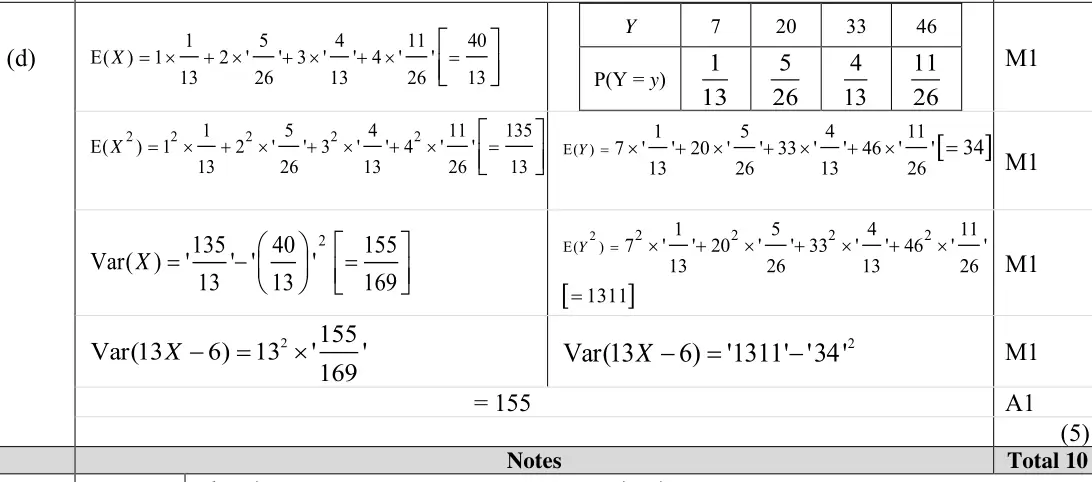 (d) E(X) = 1 × 1/13 + 2 × '5/26' + 3 × '4/13' + 4 × '11/26' [= 40/13]
Y 7 20 33 46
P(Y = y) 1/13 5/26 4/13 11/26
M1
E(X²) = 1² × 1/13 + 2² × '5/26' + 3² × '4/13' + 4² × '11/26' [= 135/13]
E(Y) = 7 × '1/13' + 20 × '5/26' + 33 × '4/13' + 46 × '11/26' [= 34]
M1
Var(X) = '135/13' − '(40/13)'² [= 155/169]
E(Y²) = 7² × '1/13' + 20² × '5/26' + 33² × '4/13' + 46² × '11/26'
[= 1311]
M1
Var(13X − 6) = 13² × '155/169'
Var(13X − 6) = '1311' − '34'²
M1
= 155 A1
(5)
Notes Total 10